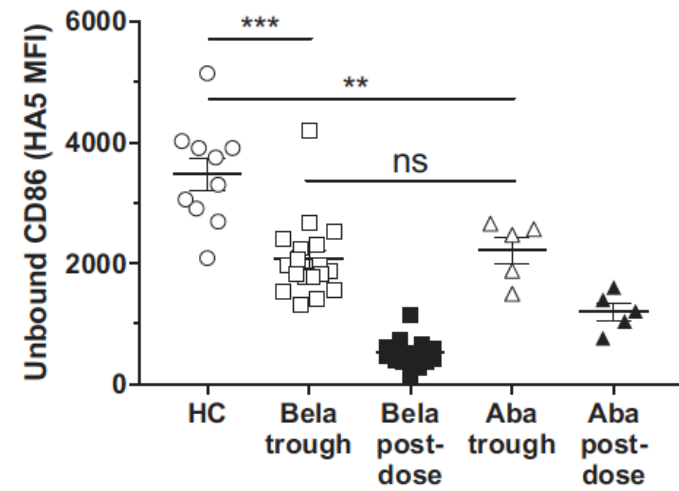 Unbound CD86 (HA5 MFI)
6000
4000
2000
0
***
**
ns
HC
Bela
trough
Bela
post-
dose
Aba
trough
Aba
post-
dose